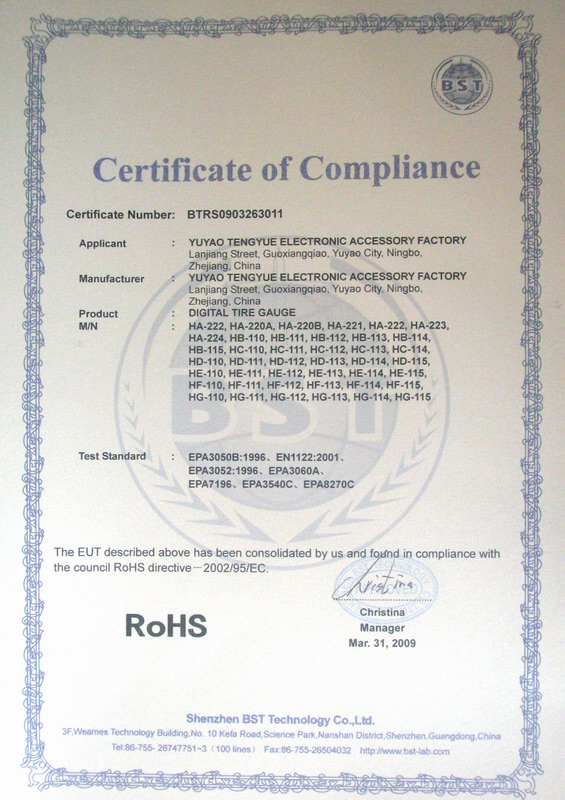 BST
Certificate of Compliance
Certificate Number: BTRS0903263011
Applicant : YUYAO TENGYUE ELECTRONIC ACCESSORY FACTORY
Lanjiang Street, Guoxiangqiao, Yuyao City, Ningbo,
Zhejiang, China
Manufacturer : YUYAO TENGYUE ELECTRONIC ACCESSORY FACTORY
Lanjiang Street, Guoxiangqiao, Yuyao City, Ningbo,
Zhejiang, China
Product : DIGITAL TIRE GAUGE
M/N : HA-222, HA-220A, HA-220B, HA-221, HA-222, HA-223,
HA-224, HB-110, HB-111, HB-112, HB-113, HB-114,
HB-115, HC-110, HC-111, HC-112, HC-113, HC-114,
HD-110, HD-111, HD-112, HD-113, HD-114, HD-115,
HE-110, HE-111, HE-112, HE-113, HE-114, HE-115,
HF-110, HF-111, HF-112, HF-113, HF-114, HF-115,
HG-110, HG-111, HG-112, HG-113, HG-114, HG-115
BST
Test Standard : EPA3050B:1996、EN1122:2001、
EPA3052:1996、EPA3060A、
EPA7196、EPA3540C、EPA8270C
The EUT described above has been consolidated by us and found in compliance with
the council RoHS directive－2002/95/EC.
Christina
RoHS
Christina
Manager
Mar. 31, 2009
Shenzhen BST Technology Co.,Ltd.
3F,Weames Technology Building,No. 10 Kefa Road,Science Park,Nanshan District,Shenzhen,Guangdong,China
Tel:86-755- 26747751~3（100 lines） Fax:86-755-26504032 http://www.bst-lab.com